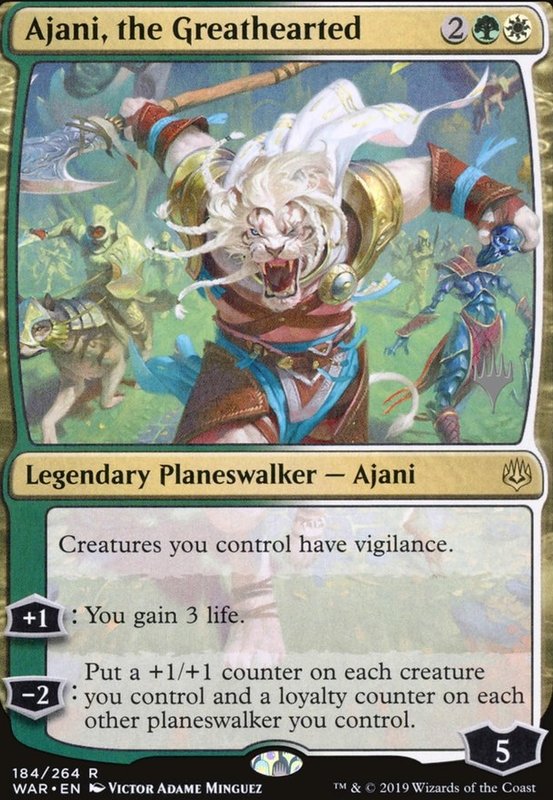 Ajani, the Greathearted 2
Legendary Planeswalker — Ajani
Creatures you control have vigilance.
+1: You gain 3 life.
-2: Put a +1/+1 counter on each creature
you control and a loyalty counter on each
other planeswalker you control.
5
184/264 R
WAR • EN Victor Adame Minguez
™ & © 2019 Wizards of the Coast